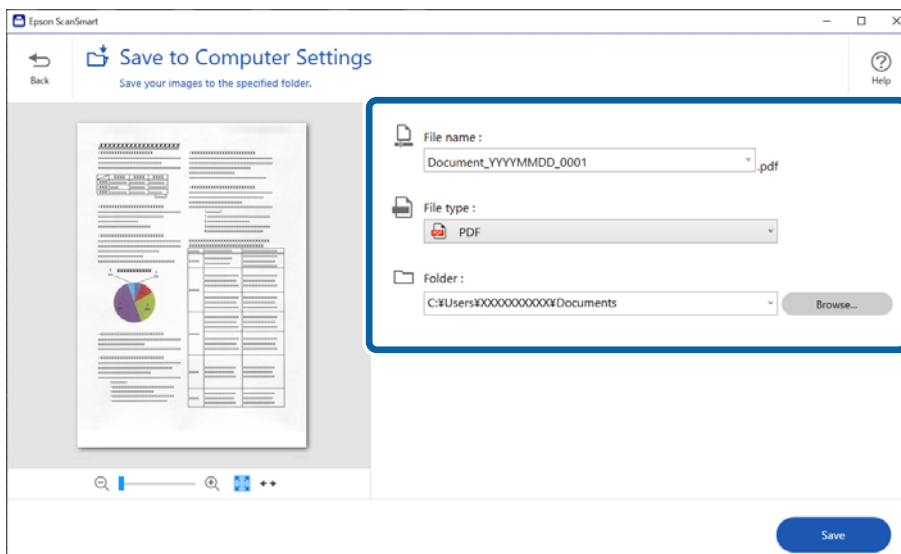 Epson ScanSmart
Back
Save to Computer Settings
Save your images to the specified folder.
Help
File name :
Document_YYYYMMDD_0001
.pdf
File type :
PDF
PDF
Folder :
C:¥Users¥XXXXXXXXXX¥Documents
Browse...
Save